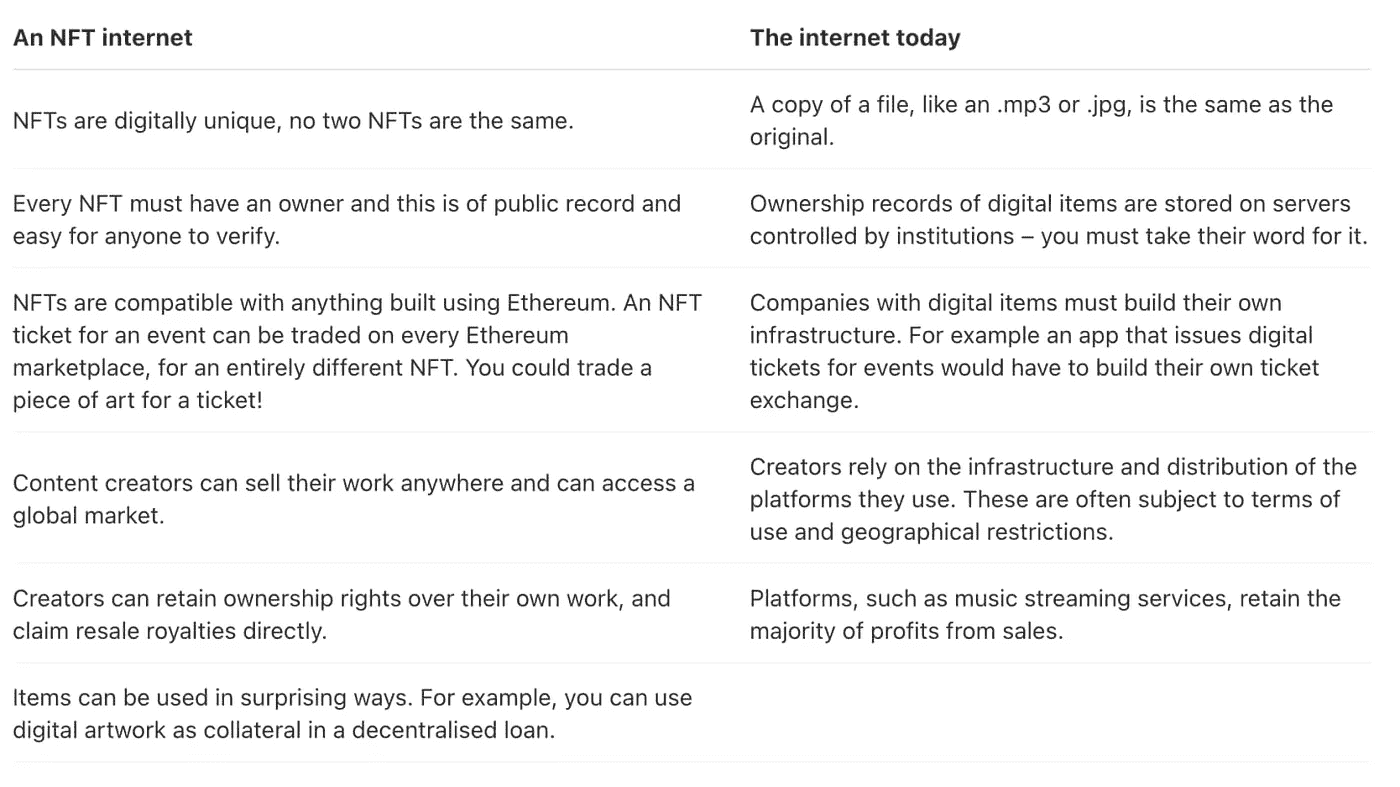 An NFT internet
The internet today
NFTs are digitally unique, no two NFTs are the same.
A copy of a file, like an .mp3 or .jpg, is the same as the
original.
Every NFT must have an owner and this is of public record and
easy for anyone to verify.
Ownership records of digital items are stored on servers
controlled by institutions – you must take their word for it.
NFTs are compatible with anything built using Ethereum. An NFT
ticket for an event can be traded on every Ethereum
marketplace, for an entirely different NFT. You could trade a
piece of art for a ticket!
Companies with digital items must build their own
infrastructure. For example an app that issues digital
tickets for events would have to build their own ticket
exchange.
Content creators can sell their work anywhere and can access a
global market.
Creators rely on the infrastructure and distribution of the
platforms they use. These are often subject to terms of
use and geographical restrictions.
Creators can retain ownership rights over their own work, and
claim resale royalties directly.
Platforms, such as music streaming services, retain the
majority of profits from sales.
Items can be used in surprising ways. For example, you can use
digital artwork as collateral in a decentralised loan.